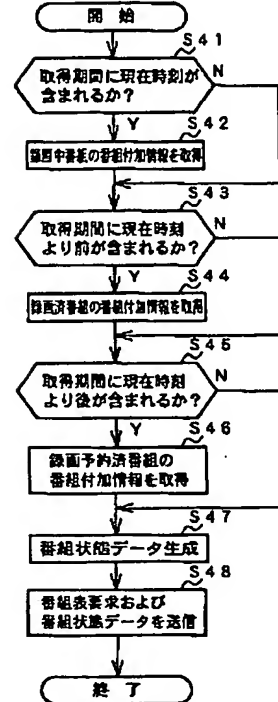 開始
S41
取得期間に現在時刻が
含まれるか?
N
Y
S42
録画中番組の番組付加情報を取得
S43
取得期間に現在時刻
より前が含まれるか?
N
Y
S44
録画済番組の番組付加情報を取得
S45
取得期間に現在時刻
より後が含まれるか?
N
Y
S46
録画予約済番組の
番組付加情報を取得
S47
番組状態データ生成
S48
番組表要求および
番組状態データを送信
終了